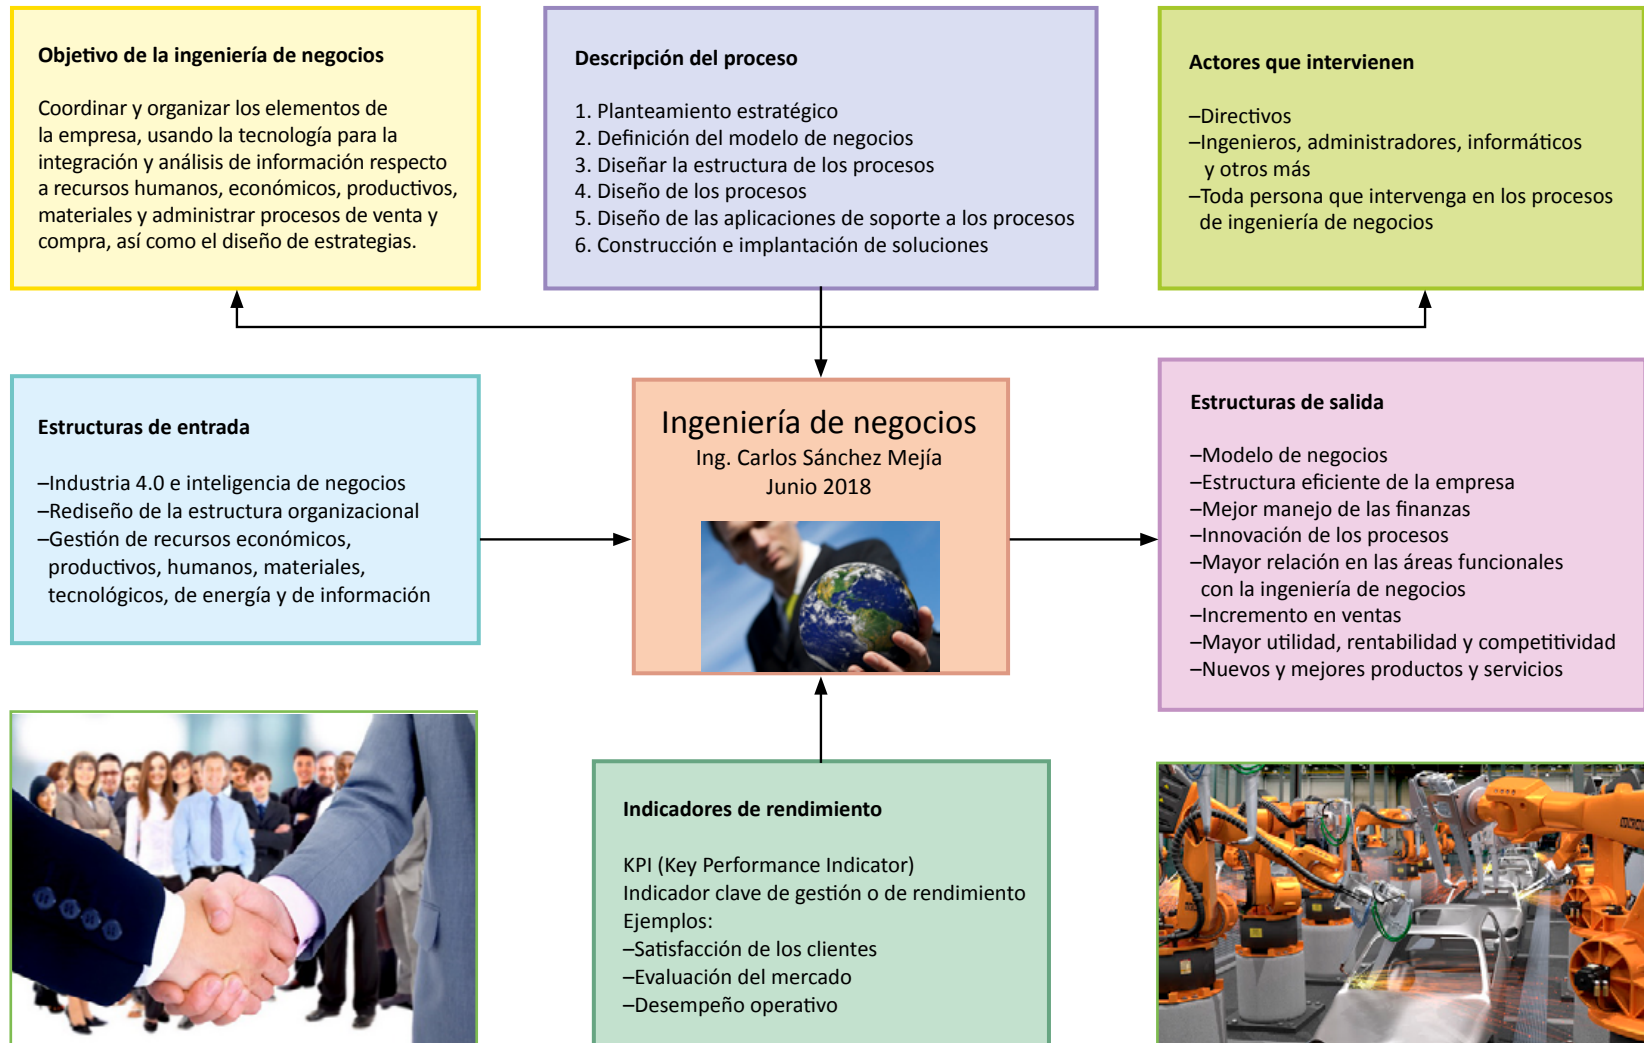 Objetivo de la ingeniería de negocios
Coordinar y organizar los elementos de
la empresa, usando la tecnología para la
integración y análisis de información respecto
a recursos humanos, económicos, productivos,
materiales y administrar procesos de venta y
compra, así como el diseño de estrategias.
Descripción del proceso
1. Planteamiento estratégico
2. Definición del modelo de negocios
3. Diseñar la estructura de los procesos
4. Diseño de los procesos
5. Diseño de las aplicaciones de soporte a los procesos
6. Construcción e implantación de soluciones
Actores que intervienen
–Directivos
–Ingenieros, administradores, informáticos
y otros más
–Toda persona que intervenga en los procesos
de ingeniería de negocios
Estructuras de entrada
–Industria 4.0 e inteligencia de negocios
–Rediseño de la estructura organizacional
–Gestión de recursos económicos,
productivos, humanos, materiales,
tecnológicos, de energía y de información
Ingeniería de negocios
Ing. Carlos Sánchez Mejía
Junio 2018
Estructuras de salida
–Modelo de negocios
–Estructura eficiente de la empresa
–Mejor manejo de las finanzas
–Innovación de los procesos
–Mayor relación en las áreas funcionales
con la ingeniería de negocios
–Incremento en ventas
–Mayor utilidad, rentabilidad y competitividad
–Nuevos y mejores productos y servicios
Indicadores de rendimiento
KPI (Key Performance Indicator)
Indicador clave de gestión o de rendimiento
Ejemplos:
–Satisfacción de los clientes
–Evaluación del mercado
–Desempeño operativo